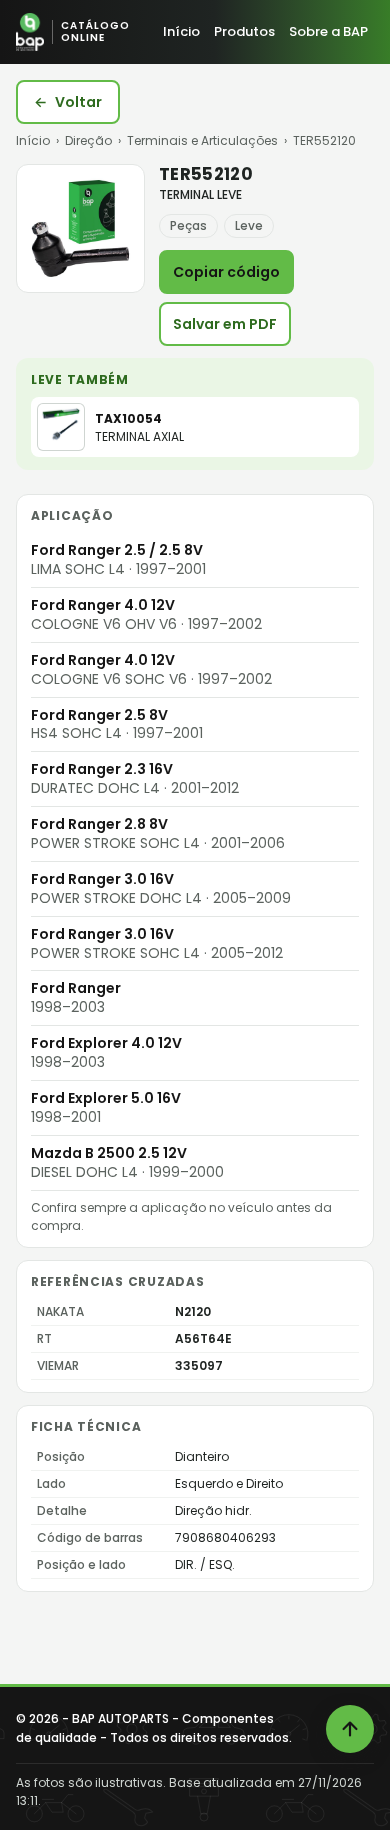 bap
CATÁLOGO
ONLINE
Início Produtos Sobre a BAP
← Voltar
Início › Direção › Terminais e Articulações › TER552120
TER552120
TERMINAL LEVE
Peças Leve
bap
Copiar código
Salvar em PDF
LEVE TAMBÉM
TAX10054
TERMINAL AXIAL
APLICAÇÃO
Ford Ranger 2.5 / 2.5 8V
LIMA SOHC L4 · 1997–2001
Ford Ranger 4.0 12V
COLOGNE V6 OHV V6 · 1997–2002
Ford Ranger 4.0 12V
COLOGNE V6 SOHC V6 · 1997–2002
Ford Ranger 2.5 8V
HS4 SOHC L4 · 1997–2001
Ford Ranger 2.3 16V
DURATEC DOHC L4 · 2001–2012
Ford Ranger 2.8 8V
POWER STROKE SOHC L4 · 2001–2006
Ford Ranger 3.0 16V
POWER STROKE DOHC L4 · 2005–2009
Ford Ranger 3.0 16V
POWER STROKE SOHC L4 · 2005–2012
Ford Ranger
1998–2003
Ford Explorer 4.0 12V
1998–2003
Ford Explorer 5.0 16V
1998–2001
Mazda B 2500 2.5 12V
DIESEL DOHC L4 · 1999–2000
Confira sempre a aplicação no veículo antes da
compra.
REFERÊNCIAS CRUZADAS
NAKATA N2120
RT A56T64E
VIEMAR 335097
FICHA TÉCNICA
Posição Dianteiro
Lado Esquerdo e Direito
Detalhe Direção hidr.
Código de barras 7908680406293
Posição e lado DIR. / ESQ.
© 2026 - BAP AUTOPARTS - Componentes
de qualidade - Todos os direitos reservados.
As fotos são ilustrativas. Base atualizada em 27/11/2026
13:11.